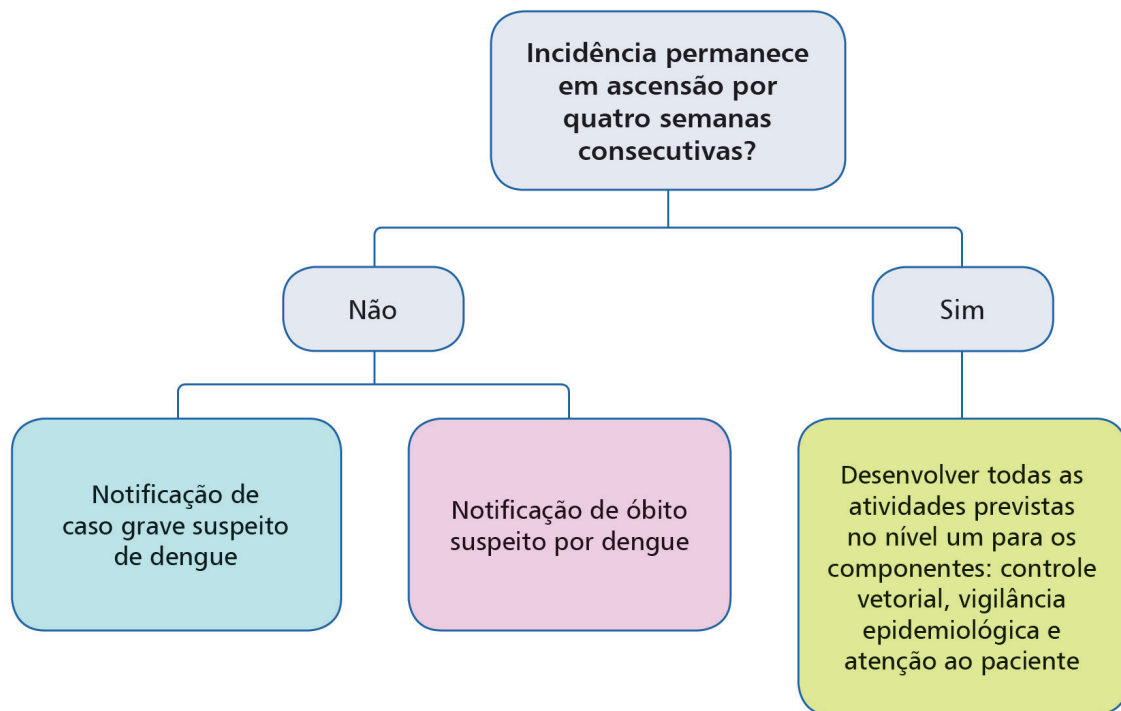 Incidência permanece
em ascensão por
quatro semanas
consecutivas?
Não
Sim
Notificação de
caso grave suspeito
de dengue
Notificação de óbito
suspeito por dengue
Desenvolver todas as
atividades previstas
no nível um para os
componentes: controle
vetorial, vigilância
epidemiológica e
atenção ao paciente